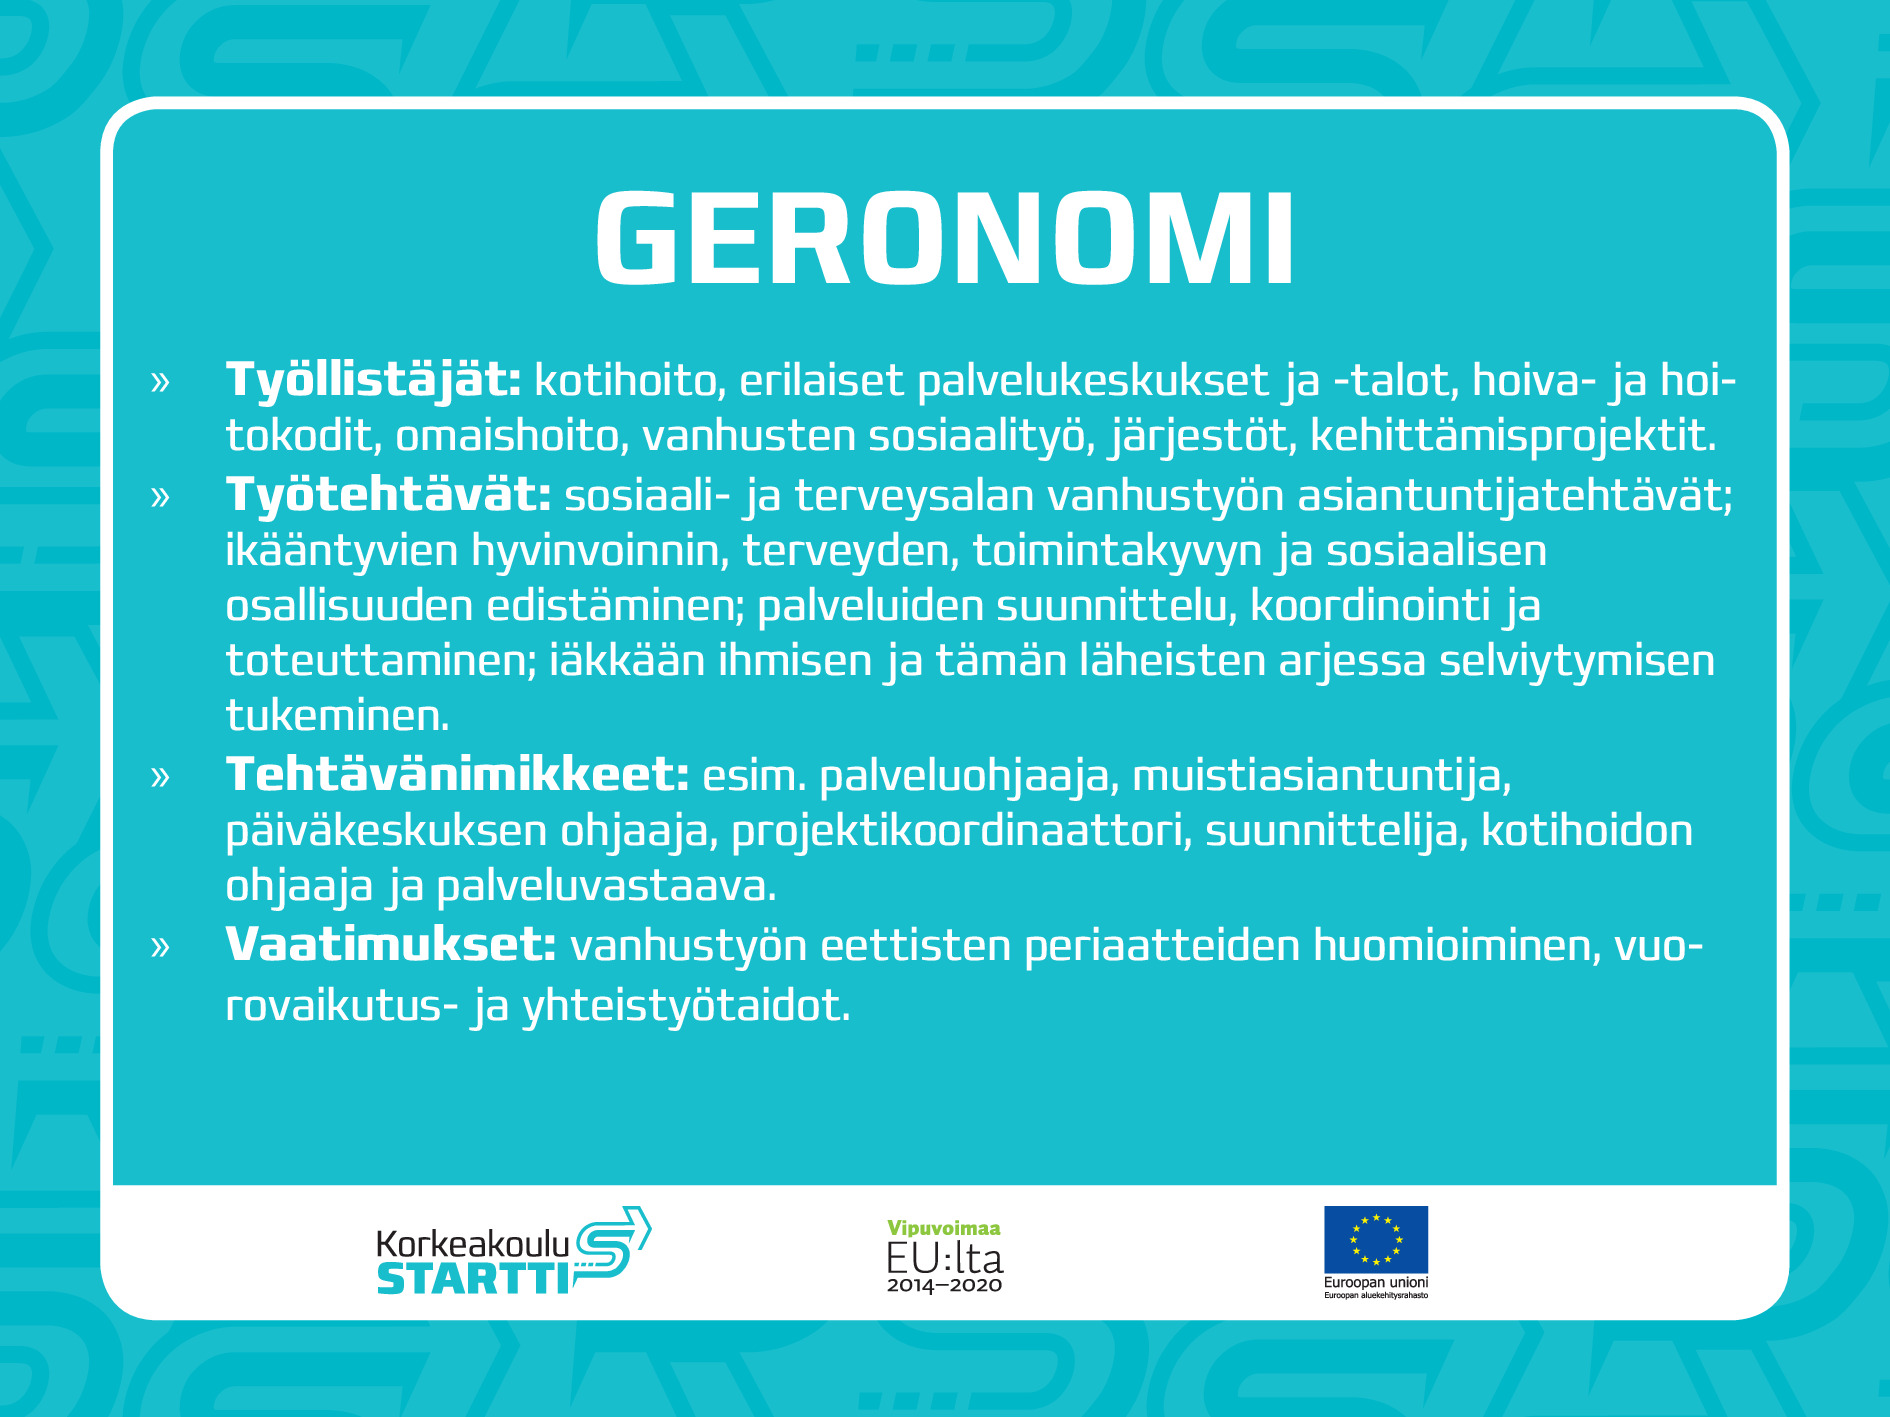 GERONOMI
» Työllistäjät: kotihoito, erilaiset palvelukeskukset ja -talot, hoiva- ja hoi-
tokodit, omaishoito, vanhusten sosiaalityö, järjestöt, kehittämisprojektit.
» Työtehtävät: sosiaali- ja terveysalan vanhustyön asiantuntijatehtävät;
ikääntyvien hyvinvoinnin, terveyden, toimintakyvyn ja sosiaalisen
osallisuuden edistäminen; palveluiden suunnittelu, koordinointi ja
toteuttaminen; iäkkään ihmisen ja tämän läheisten arjessa selviytymisen
tukeminen.
» Tehtävänimikkeet: esim. palveluohjaaja, muistiasiantuntija,
päiväkeskuksen ohjaaja, projektikoordinaattori, suunnittelija, kotihoidon
ohjaaja ja palveluvastaava.
» Vaatimukset: vanhustyön eettisten periaatteiden huomioiminen, vuo-
rovaikutus- ja yhteistyötaidot.
Korkeakoulu
STARTTI
Vipuvoimaa
EU:lta
2014–2020
Euroopan unioni
Euroopan aluekehitysrahasto